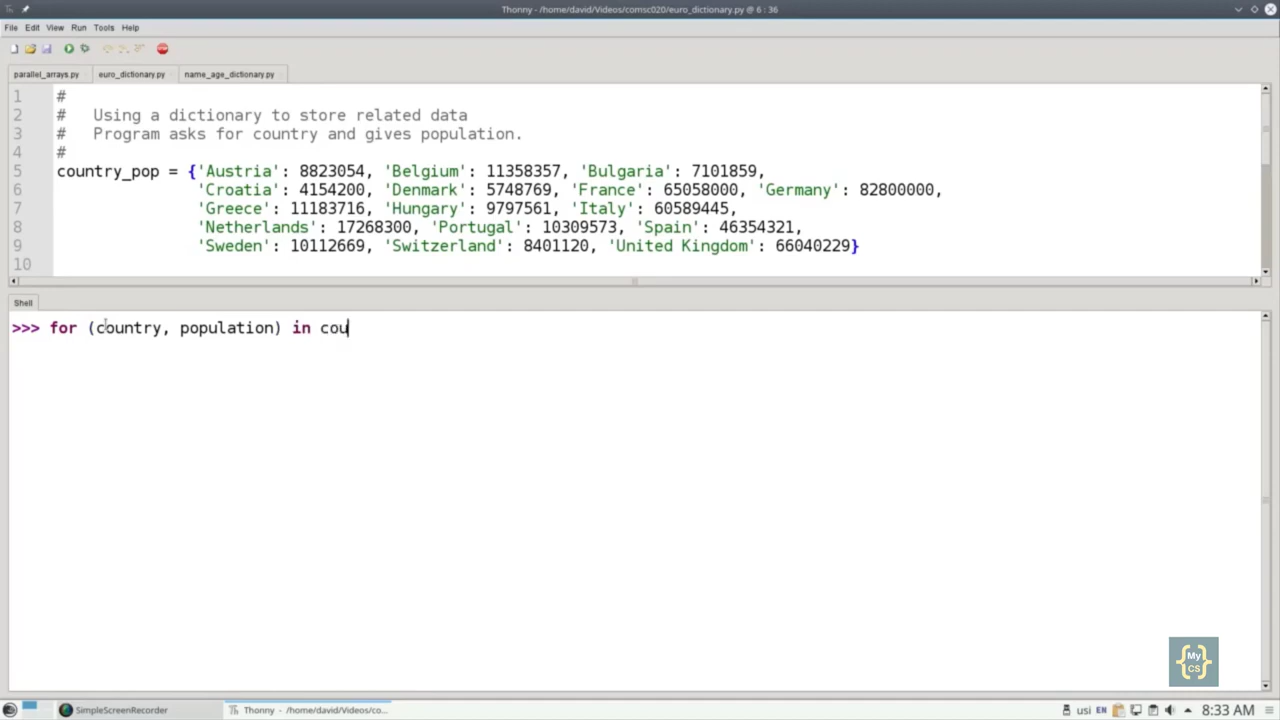 Thonny - /home/david/Videos/comsc020/euro_dictionary.py @ 6 : 36
File Edit View Run Tools Help
parallel_arrays.py euro_dictionary.py name_age_dictionary.py
1 #
2 # Using a dictionary to store related data
3 # Program asks for country and gives population.
4 #
5 country_pop = {'Austria': 8823054, 'Belgium': 11358357, 'Bulgaria': 7101859,
6 'Croatia': 4154200, 'Denmark': 5748769, 'France': 65058000, 'Germany': 82800000,
7 'Greece': 11183716, 'Hungary': 9797561, 'Italy': 60589445,
8 'Netherlands': 17268300, 'Portugal': 10309573, 'Spain': 46354321,
9 'Sweden': 10112669, 'Switzerland': 8401120, 'United Kingdom': 66040229}
10
Shell
>>> for (country, population) in cou
{My CS}
SimpleScreenRecorder Thonny - /home/david/Videos/co... usi EN 8:33 AM